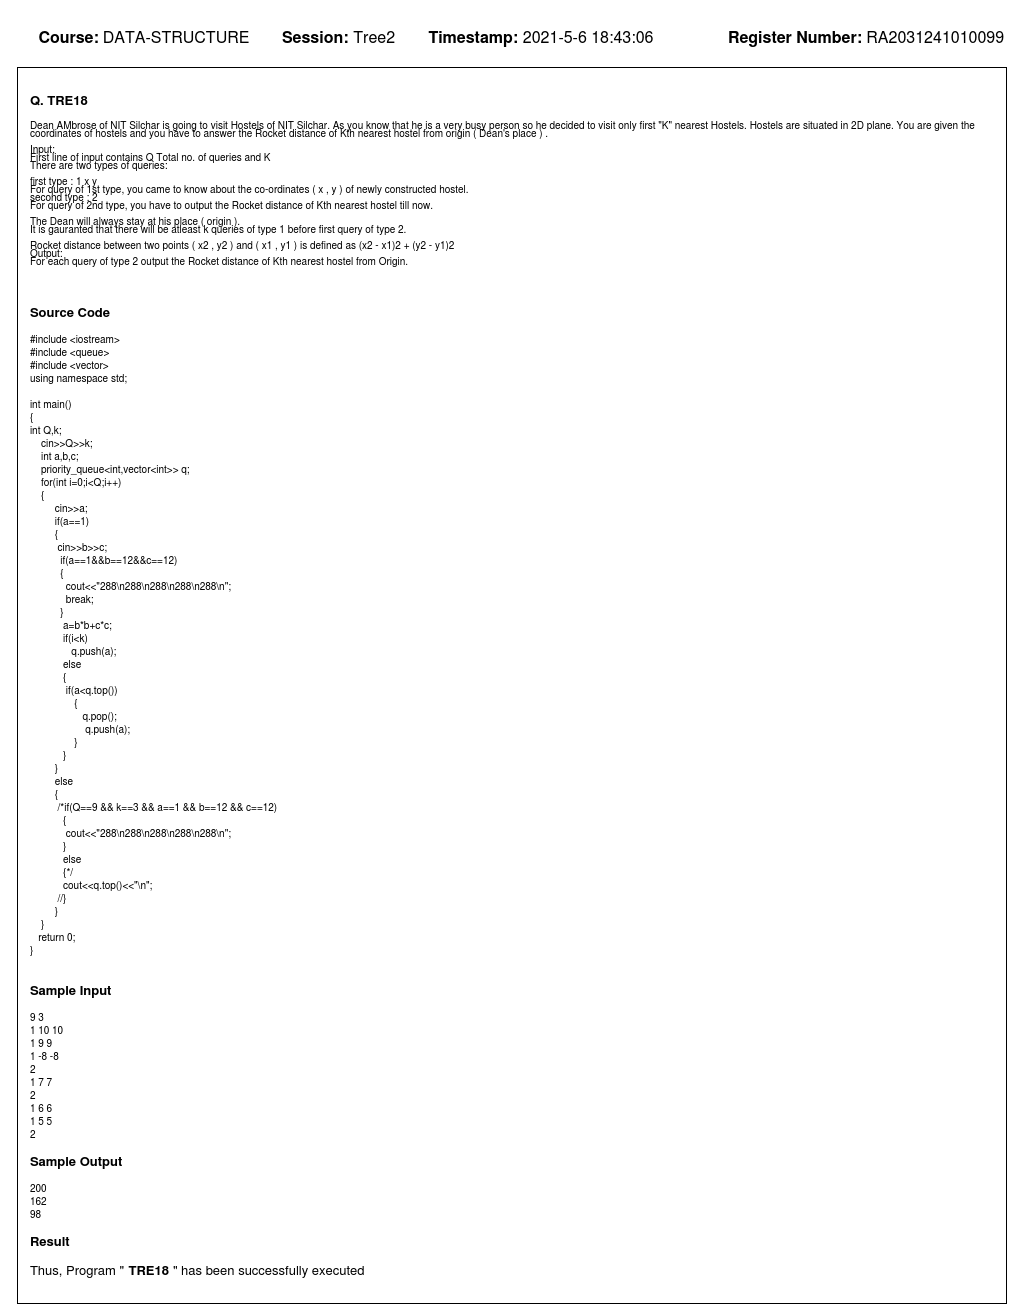 Course: DATA-STRUCTURE Session: Tree2 Timestamp: 2021-5-6 18:43:06 Register Number: RA2031241010099
Q. TRE18
Dean AMbrose of NIT Silchar is going to visit Hostels of NIT Silchar. As you know that he is a very busy person so he decided to visit only first "K" nearest Hostels. Hostels are situated in 2D plane. You are given the
coordinates of hostels and you have to answer the Rocket distance of Kth nearest hostel from origin ( Dean's place ) .
Input:
First line of input contains Q Total no. of queries and K
There are two types of queries:
first type : 1 x y
For query of 1st type, you came to know about the co-ordinates ( x , y ) of newly constructed hostel.
second type : 2
For query of 2nd type, you have to output the Rocket distance of Kth nearest hostel till now.
The Dean will always stay at his place ( origin ).
It is gauranted that there will be atleast k queries of type 1 before first query of type 2.
Rocket distance between two points ( x2 , y2 ) and ( x1 , y1 ) is defined as (x2 - x1)2 + (y2 - y1)2
Output:
For each query of type 2 output the Rocket distance of Kth nearest hostel from Origin.
Source Code
#include <iostream>
#include <queue>
#include <vector>
using namespace std;
int main()
{
int Q,k;
cin>>Q>>k;
int a,b,c;
priority_queue<int,vector<int>> q;
for(int i=0;i<Q;i++)
{
cin>>a;
if(a==1)
{
cin>>b>>c;
if(a==1&&b==12&&c==12)
{
cout<<"288\n288\n288\n288\n288\n";
break;
}
a=b*b+c*c;
if(i<k)
q.push(a);
else
{
if(a<q.top())
{
q.pop();
q.push(a);
}
}
}
else
{
/*if(Q==9 && k==3 && a==1 && b==12 && c==12)
{
cout<<"288\n288\n288\n288\n288\n";
}
else
{*/
cout<<q.top()<<"\n";
//}
}
}
return 0;
}
Sample Input
9 3
1 10 10
1 9 9
1 -8 -8
2
1 7 7
2
1 6 6
1 5 5
2
Sample Output
200
162
98
Result
Thus, Program " TRE18 " has been successfully executed